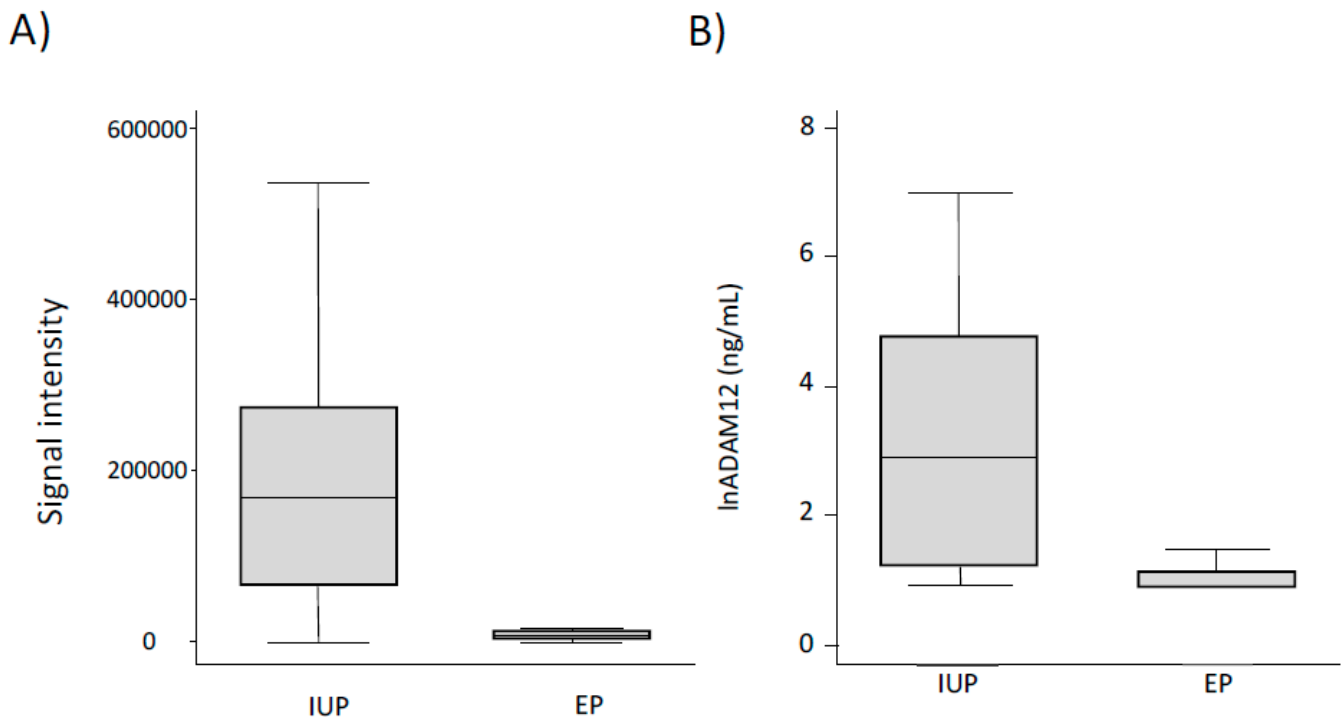 A)
Signal intensity
600000
400000
200000
0
IUP EP
B)
lnADAM12 (ng/mL)
8
6
4
2
0
IUP EP